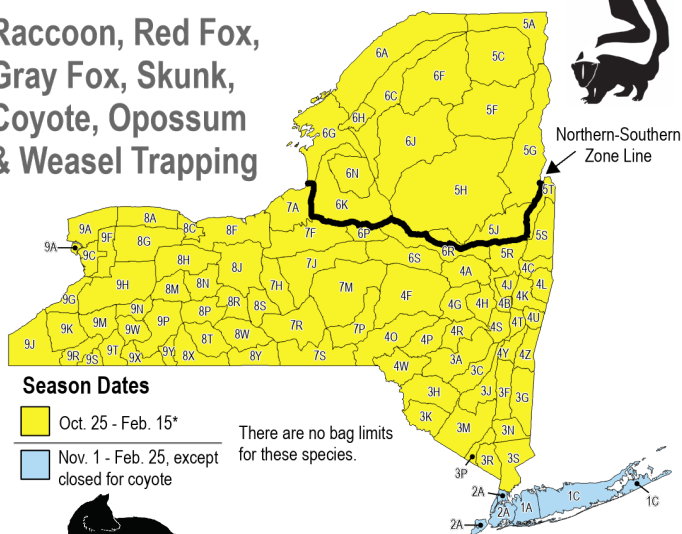 Raccoon, Red Fox,
Gray Fox, Skunk,
Coyote, Opossum
& Weasel Trapping
Northern-Southern
Zone Line
5A
6A
5C
6F
6C
5F
6H
6G
6J
5G
6N
5H
5T
6K
7A
5J
5S
8A
9A
8C
8F
7F
6P
9F
8G
9A
9C
6R
5R
6S
8H
8J
7J
4A
4C
9H
8M
8N
7H
7M
4F
4J
4L
9G
8R
8S
4G
4H
4B
4K
9N
8P
9K
9M
9W
9P
7R
7P
4R
4S
4T
4U
9J
8T
8W
4O
4P
9R
9S
9T
9X
9Y
8X
8Y
7S
4W
3A
4Y
4Z
3C
3H
3J
3F
3G
3K
3M
3N
3P
3R
3S
2A
2A
1A
1C
1C
2A
Season Dates
Oct. 25 - Feb. 15*
Nov. 1 - Feb. 25, except
closed for coyote
There are no bag limits
for these species.